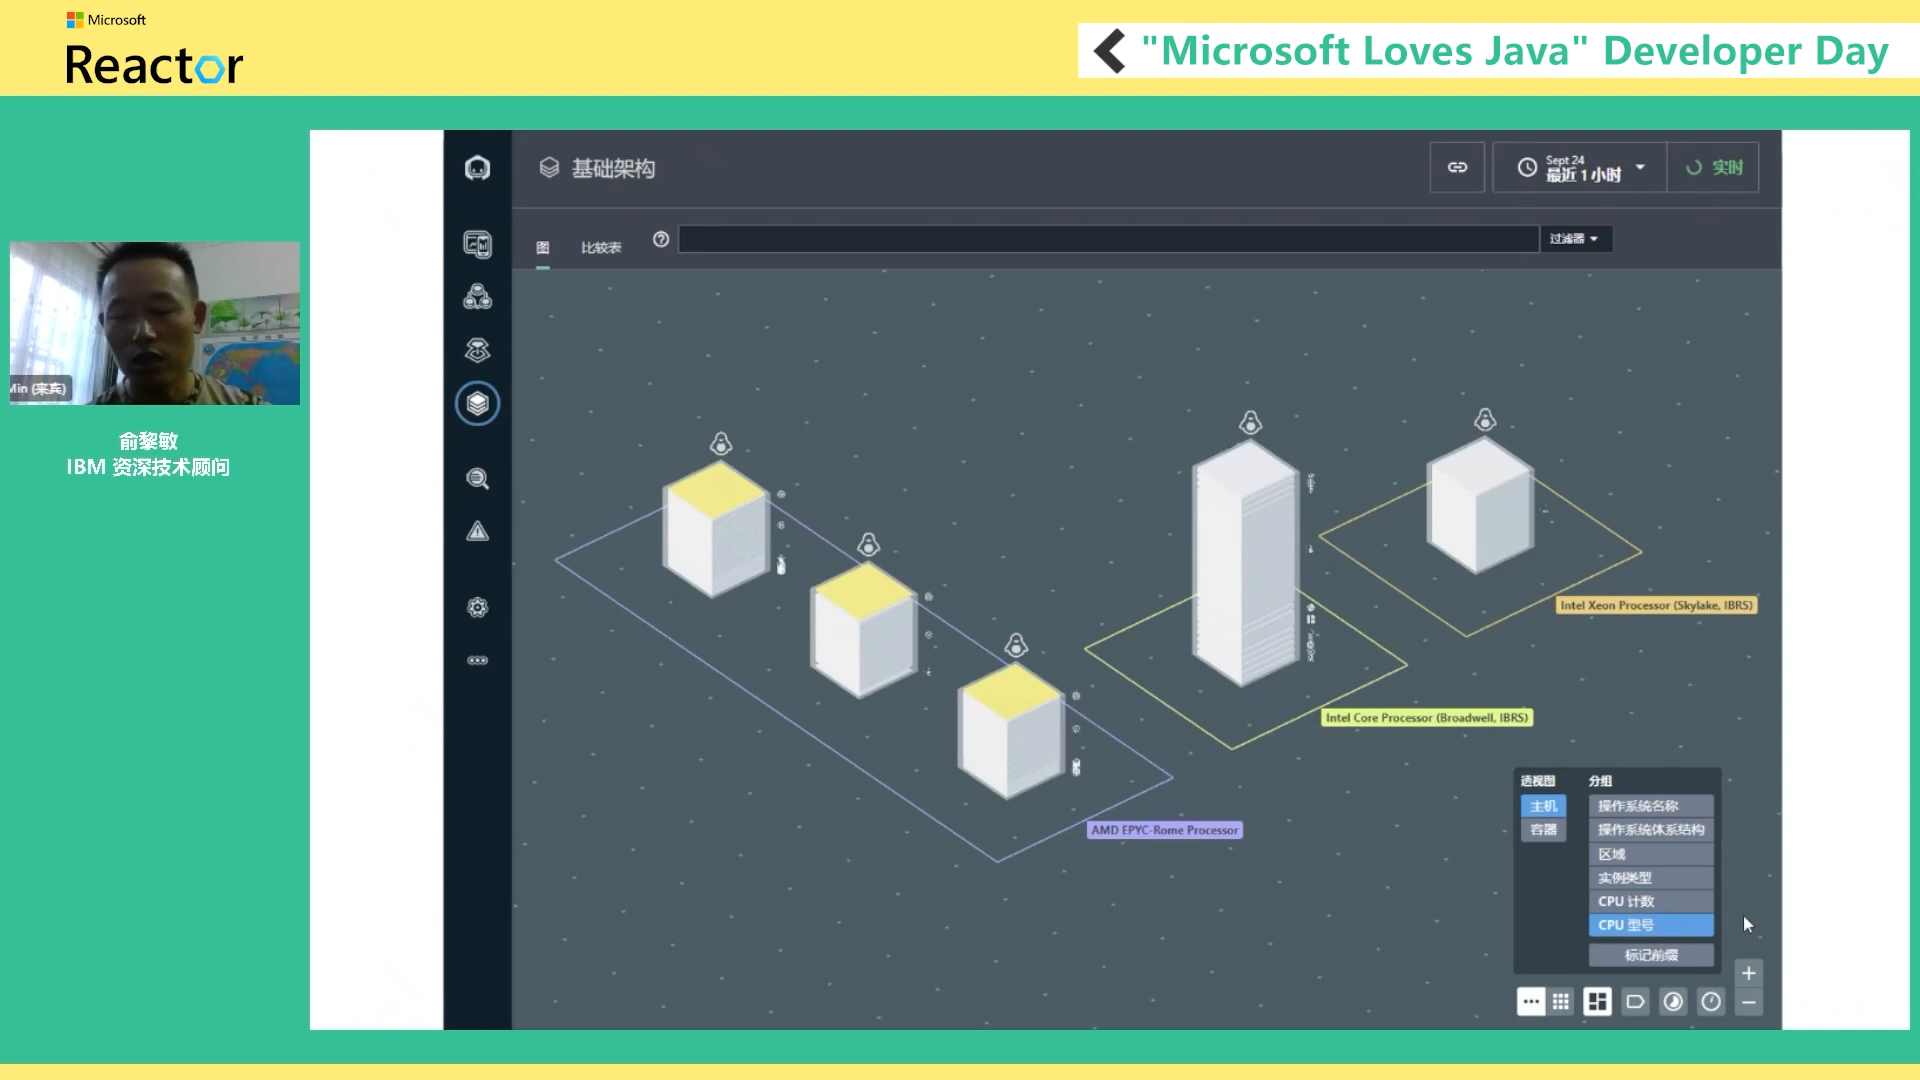 Microsoft
Reactor
"Microsoft Loves Java" Developer Day
基础架构
Sept 24
最近 1 小时
实时
图
比较表
过滤器
Min (来宾)
俞黎敏
IBM 资深技术顾问
Intel Xeon Processor (Skylake, IBRS)
Intel Core Processor (Broadwell, IBRS)
AMD EPYC-Rome Processor
透视图
分组
主机
操作系统名称
容器
操作系统体系结构
区域
实例类型
CPU 计数
CPU 型号
标记前缀